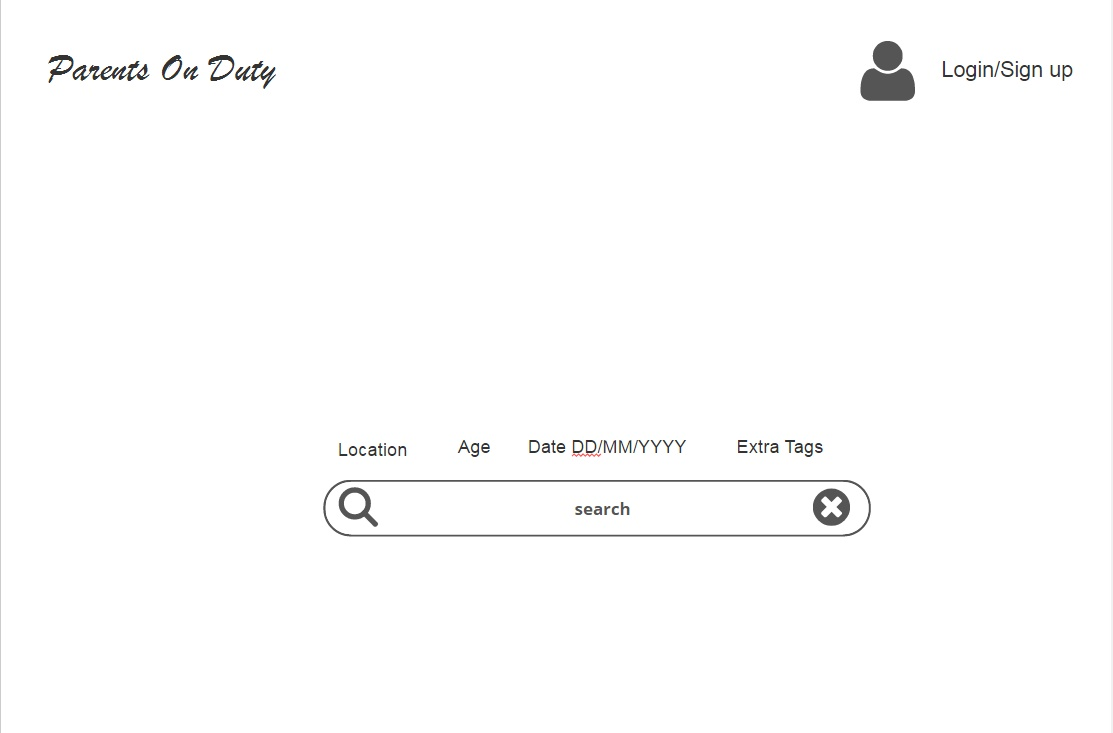 Parents On Duty
Login/Sign up
Location Age Date DD/MM/YYYY Extra Tags
search